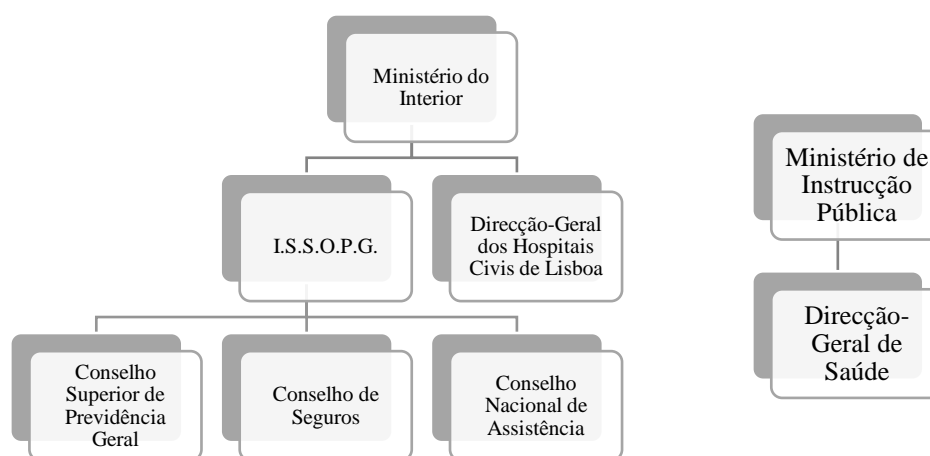 Ministério do
Interior
I.S.S.O.P.G.
Direcção-Geral
dos Hospitais
Civis de Lisboa
Conselho
Superior de
Previdência
Geral
Conselho de
Seguros
Conselho
Nacional de
Assistência
Ministério de
Instrucção
Pública
Direcção-
Geral de
Saúde